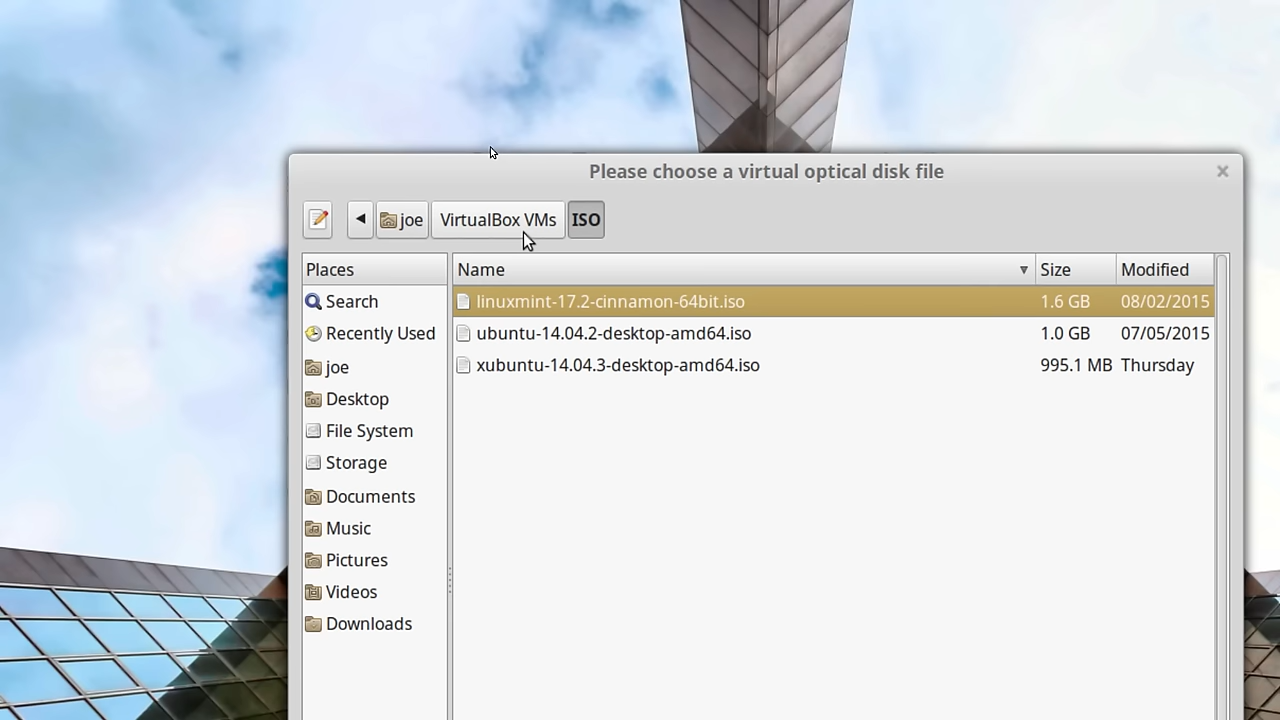 Please choose a virtual optical disk file
joe VirtualBox VMs ISO
Places Name Size Modified
Search linuxmint-17.2-cinnamon-64bit.iso 1.6 GB 08/02/2015
Recently Used ubuntu-14.04.2-desktop-amd64.iso 1.0 GB 07/05/2015
joe xubuntu-14.04.3-desktop-amd64.iso 995.1 MB Thursday
Desktop
File System
Storage
Documents
Music
Pictures
Videos
Downloads